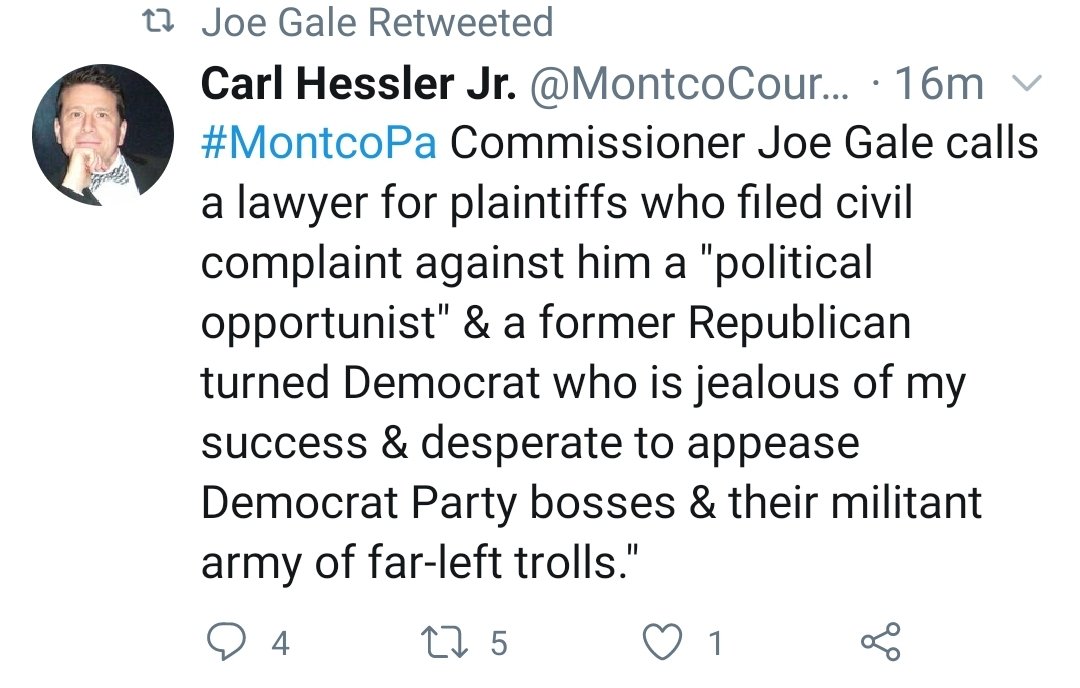 Joe Gale Retweeted
Carl Hessler Jr. @MontcoCour... · 16m
#MontcoPa Commissioner Joe Gale calls
a lawyer for plaintiffs who filed civil
complaint against him a "political
opportunist" & a former Republican
turned Democrat who is jealous of my
success & desperate to appease
Democrat Party bosses & their militant
army of far-left trolls."
4 5 1